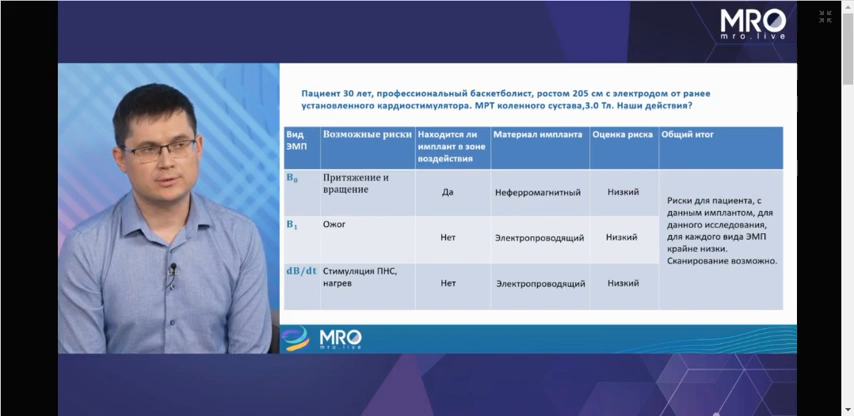 MRO
mro.live
Пациент 30 лет, профессиональный баскетболист, ростом 205 см с электродом от ранее
установленного кардиостимулятора. МРТ коленного сустава,3.0 Тл. Наши действия?
Вид ЭМП
Возможные риски
Находится ли имплант в зоне воздействия
Материал импланта
Оценка риска
Общий итог
B₀
Притяжение и вращение
Да
Неферромагнитный
Низкий
B₁
Ожог
Нет
Электропроводящий
Низкий
dB/dt
Стимуляция ПНС, нагрев
Нет
Электропроводящий
Низкий
Риски для пациента, с
данным имплантом, для
данного исследования,
для каждого вида ЭМП
крайне низки.
Сканирование возможно.
MRO
mro.live